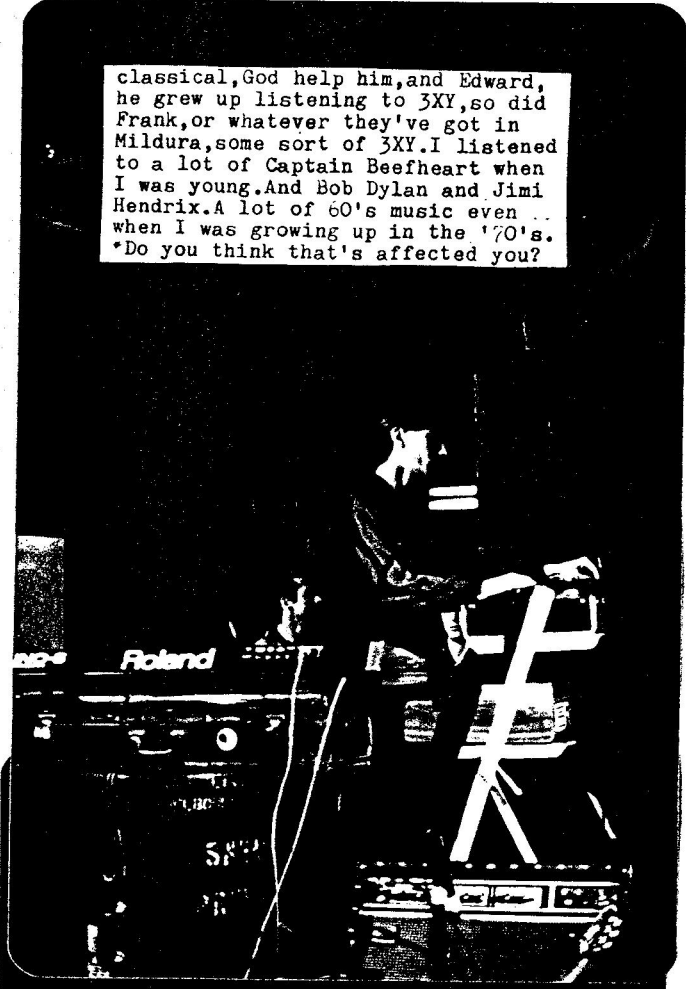 classical,God help him,and Edward,
he grew up listening to 3XY,so did
Frank,or whatever they've got in
Mildura,some sort of 3XY.I listened
to a lot of Captain Beefheart when
I was young.And Bob Dylan and Jimi
Hendrix.A lot of 60's music even ..
when I was growing up in the '70's.
*Do you think that's affected you?
Roland